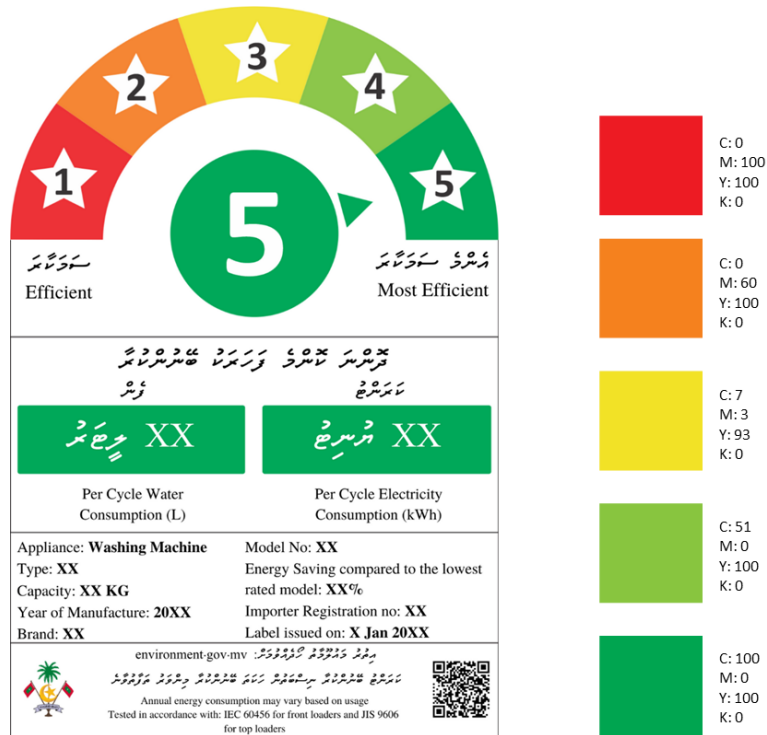 1
2
3
4
5
5
ސަމަކާރަ
Efficient
އެންމެ ސަމަކާރަ
Most Efficient
ދޮންނަ ކޮންމެ ފަހަރަކު ބޭނުންކުރާ
ފެން
ކަރަންޓު
XX ލީޓަރު
XX ޔުނިޓު
Per Cycle Water
Consumption (L)
Per Cycle Electricity
Consumption (kWh)
Appliance: Washing Machine
Type: XX
Capacity: XX KG
Year of Manufacture: 20XX
Brand: XX
Model No: XX
Energy Saving compared to the lowest
rated model: XX%
Importer Registration no: XX
Label issued on: X Jan 20XX
އިތުރު މަޢުލޫމާތު ހޯދެއްވުމަށް: environment-gov-mv
ކަރަންޓު ބޭނުންކުރާ ނިސްބަތުން ހަކަތަ ބޭނުންކުރާ މިންވަރު ތަފާތުވާނެ
Annual energy consumption may vary based on usage
Tested in accordance with: IEC 60456 for front loaders and JIS 9606
for top loaders
C: 0
M: 100
Y: 100
K: 0
C: 0
M: 60
Y: 100
K: 0
C: 7
M: 3
Y: 93
K: 0
C: 51
M: 0
Y: 100
K: 0
C: 100
M: 0
Y: 100
K: 0